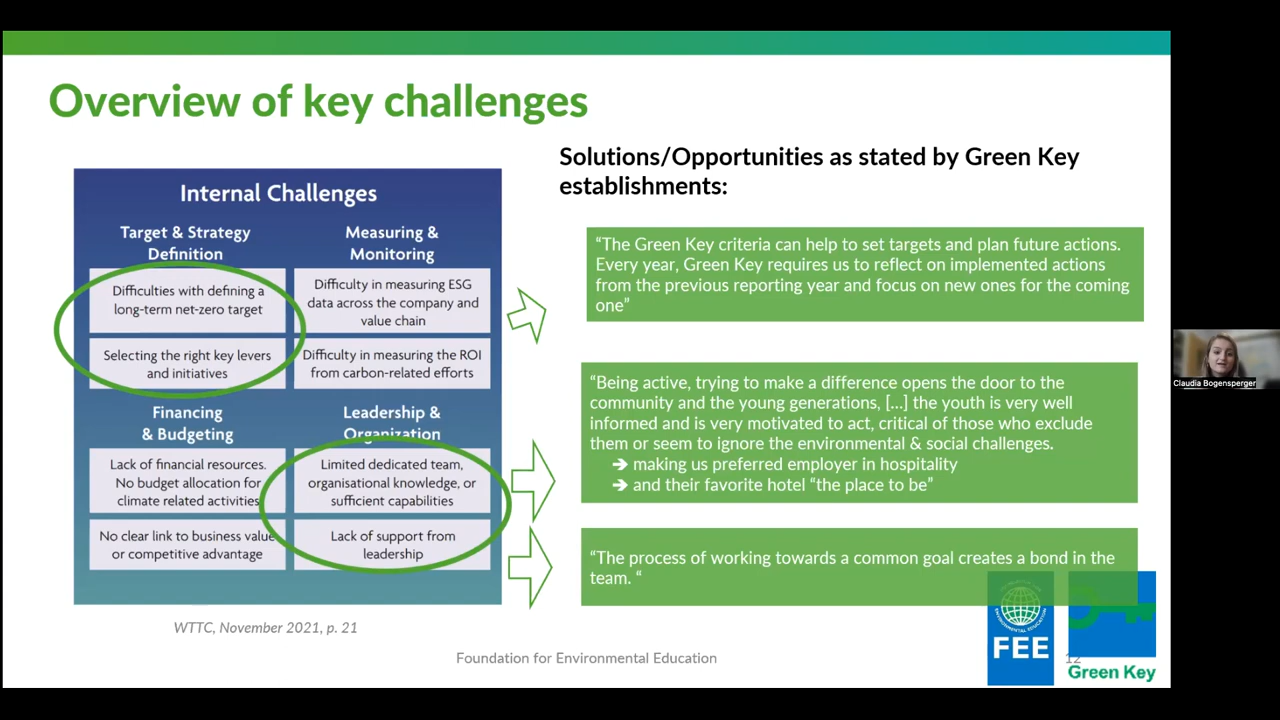 Overview of key challenges
Internal Challenges
Target & Strategy
Definition
Difficulties with defining a
long-term net-zero target
Selecting the right key levers
and initiatives
Measuring &
Monitoring
Difficulty in measuring ESG
data across the company and
value chain
Difficulty in measuring the ROI
from carbon-related efforts
Financing
& Budgeting
Lack of financial resources.
No budget allocation for
climate related activities
No clear link to business value
or competitive advantage
Leadership &
Organization
Limited dedicated team,
organisational knowledge, or
sufficient capabilities
Lack of support from
leadership
WTTC, November 2021, p. 21
Solutions/Opportunities as stated by Green Key
establishments:
“The Green Key criteria can help to set targets and plan future actions.
Every year, Green Key requires us to reflect on implemented actions
from the previous reporting year and focus on new ones for the coming
one”
“Being active, trying to make a difference opens the door to the
community and the young generations, […] the youth is very well
informed and is very motivated to act, critical of those who exclude
them or seem to ignore the environmental & social challenges.
➔ making us preferred employer in hospitality
➔ and their favorite hotel “the place to be”
“The process of working towards a common goal creates a bond in the
team. “
Foundation for Environmental Education
12
ENVIRONMENTAL EDUCATION
FEE
Green Key
Claudia Bogensperger